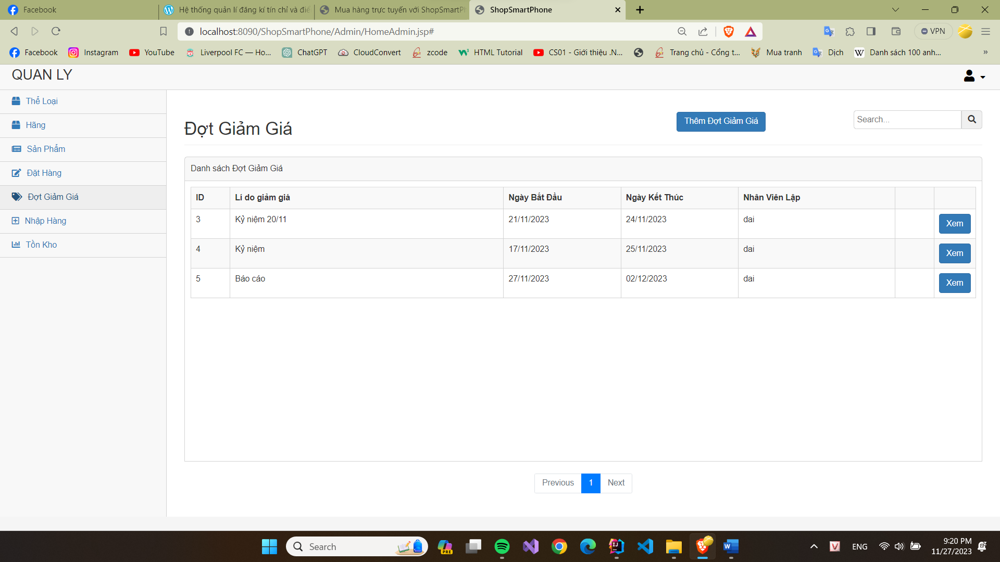 Facebook
Hệ thống quản lí đăng kí tín chỉ và điể
Mua hàng trực tuyến với ShopSmartPh
ShopSmartPhone
localhost:8090/ShopSmartPhone/Admin/HomeAdmin.jsp#
VPN
Facebook
Instagram
YouTube
Liverpool FC — Ho...
ChatGPT
CloudConvert
zcode
HTML Tutorial
CS01 - Giới thiệu .N...
Trang chủ - Cổng t...
Mua tranh
Dịch
Danh sách 100 anh...
»
QUAN LY
Thể Loại
Hãng
Sản Phẩm
Đặt Hàng
Đợt Giảm Giá
Nhập Hàng
Tồn Kho
Đợt Giảm Giá
Thêm Đợt Giảm Giá
Search...
Danh sách Đợt Giảm Giá
ID Lí do giảm giá Ngày Bắt Đầu Ngày Kết Thúc Nhân Viên Lập
3 Kỷ niệm 20/11 21/11/2023 24/11/2023 dai Xem
4 Kỷ niệm 17/11/2023 25/11/2023 dai Xem
5 Báo cáo 27/11/2023 02/12/2023 dai Xem
Previous 1 Next
Search
PRE
ENG
9:20 PM
11/27/2023